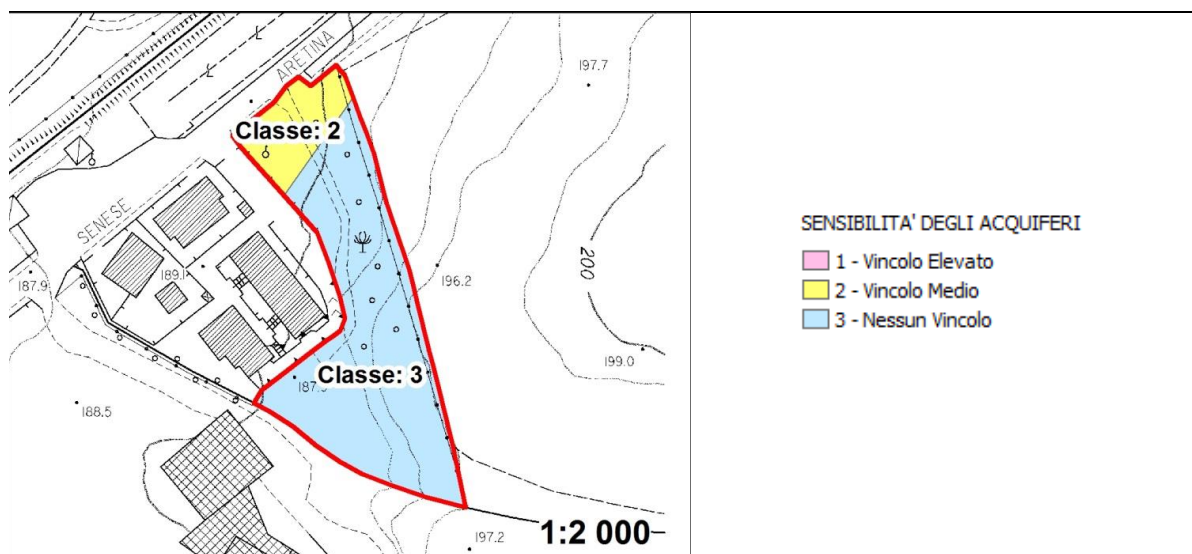 ARETINA
197.7
Classe: 2
SENESE
189.1
187.9
196.2
200
199.0
Classe: 3
188.5
197.2
1:2 000
SENSIBILITA' DEGLI ACQUIFERI
1 - Vincolo Elevato
2 - Vincolo Medio
3 - Nessun Vincolo